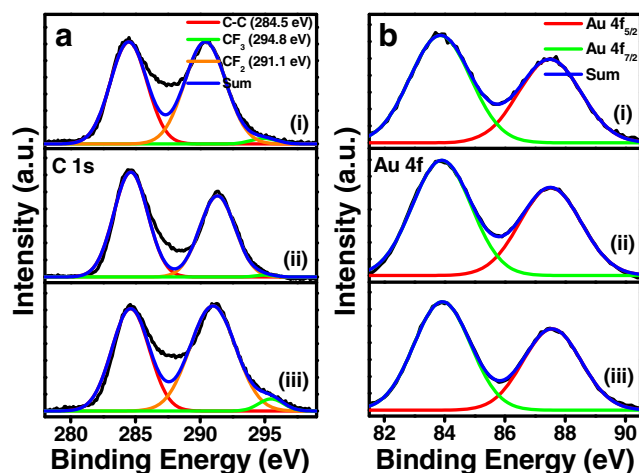 a
C-C (284.5 eV)
CF3 (294.8 eV)
CF2 (291.1 eV)
Sum
(i)
C 1s
(ii)
(iii)
280 285 290 295
Binding Energy (eV)
Intensity (a.u.)
b
Au 4f5/2
Au 4f7/2
Sum
(i)
Au 4f
(ii)
(iii)
82 84 86 88 90
Binding Energy (eV)
Intensity (a.u.)